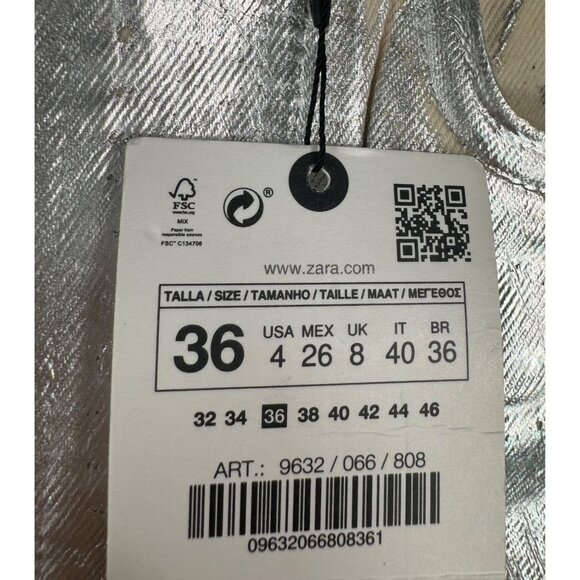 FSC
www.fsc.org
MIX
Paper from
responsible sources
FSC® C134706
®
www.zara.com
TALLA / SIZE / TAMANHO / TAILLE / MAAT / ΜΕΓΕΘΟΣ
36 USA 4 MEX 26 UK 8 IT 40 BR 36
32 34 36 38 40 42 44 46
ART.: 9632 / 066 / 808
09632066808361